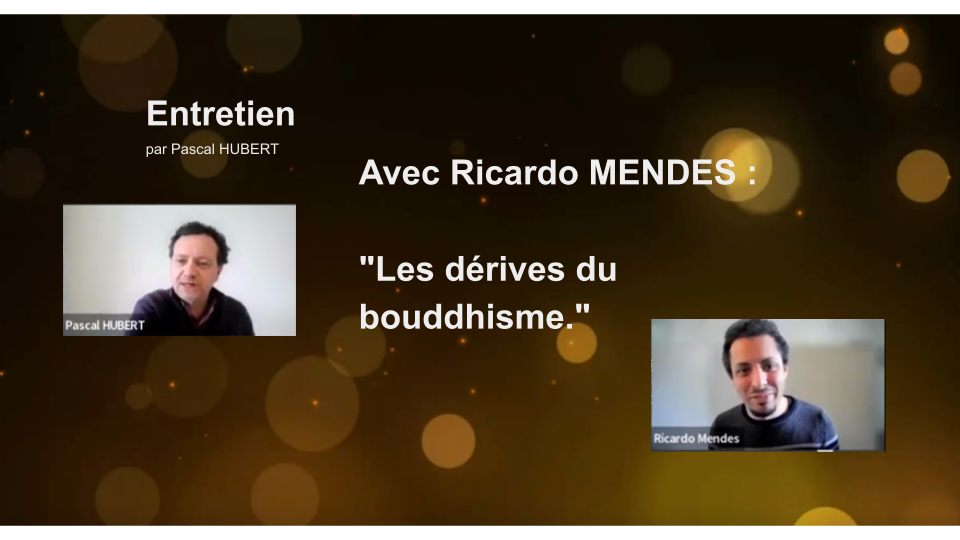 Entretien
par Pascal HUBERT
Avec Ricardo MENDES :
"Les dérives du
bouddhisme."
Pascal HUBERT
Ricardo Mendes